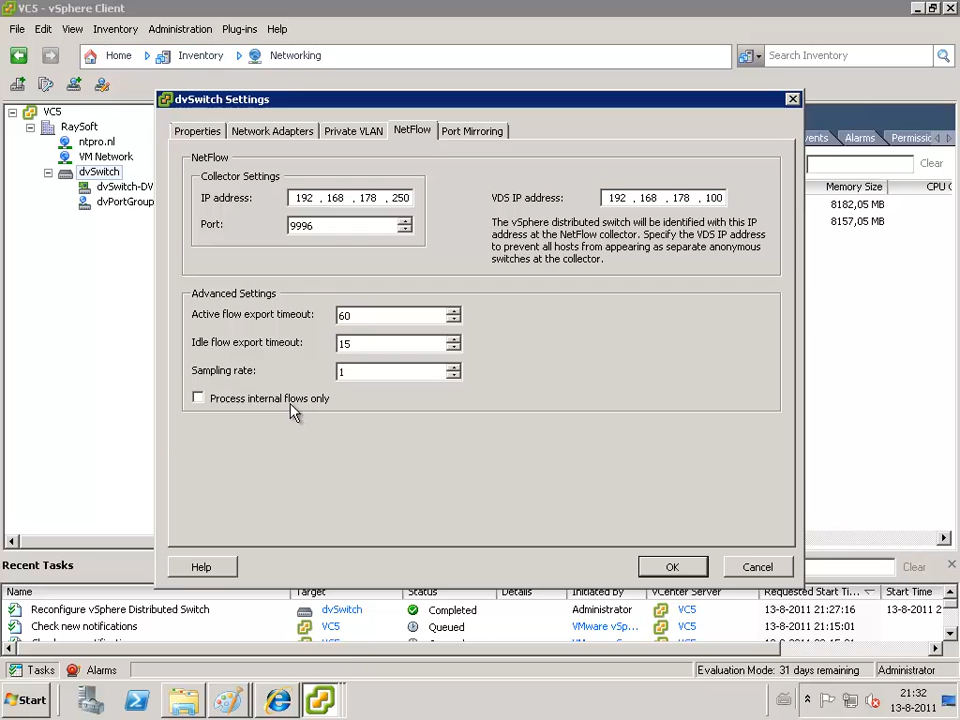 VC5 - vSphere Client
File Edit View Inventory Administration Plug-ins Help
Home Inventory Networking Search Inventory
VC5
RaySoft
ntpro.nl
VM Network
dvSwitch
dvSwitch-DV
dvPortGroup
dvSwitch Settings
Properties Network Adapters Private VLAN NetFlow Port Mirroring
NetFlow
Collector Settings
IP address: 192 . 168 . 178 . 250
Port: 9996
VDS IP address: 192 . 168 . 178 . 100
The vSphere distributed switch will be identified with this IP
address at the NetFlow collector. Specify the VDS IP address
to prevent all hosts from appearing as separate anonymous
switches at the collector.
Advanced Settings
Active flow export timeout: 60
Idle flow export timeout: 15
Sampling rate: 1
Process internal flows only
Help OK Cancel
Alarms Permissic
Clear
Memory Size CPU C
8182,05 MB
8157,05 MB
Recent Tasks
Clear
Name Target Status Details Initiated by vCenter Server Requested Start Ti... Start Time
Reconfigure vSphere Distributed Switch dvSwitch Completed Administrator VC5 13-8-2011 21:27:16 13-8-2011 2
Check new notifications VC5 Queued VMware vSp... VC5 13-8-2011 21:15:01
Tasks Alarms Evaluation Mode: 31 days remaining Administrator
Start
21:32
13-8-2011